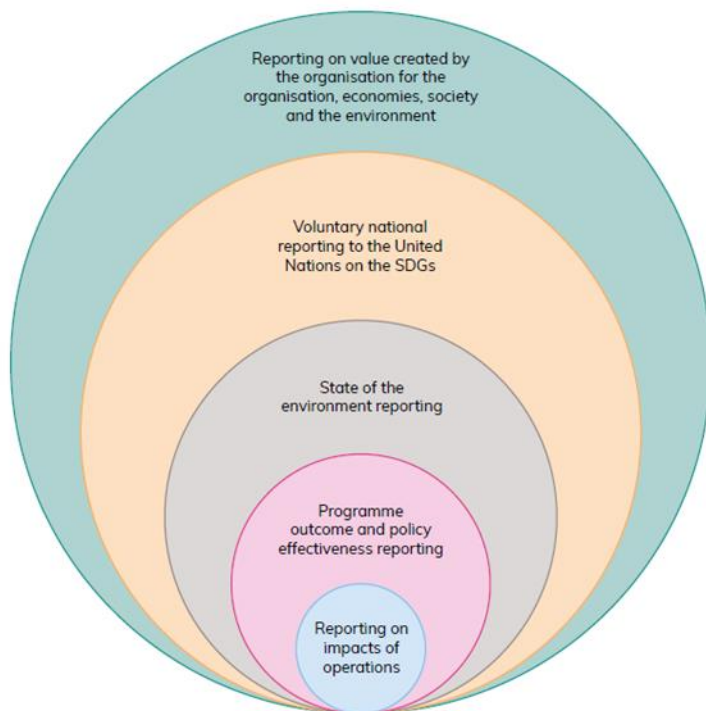 Reporting on value created by
the organisation for the
organisation, economies, society
and the environment
Voluntary national
reporting to the United
Nations on the SDGs
State of the
environment reporting
Programme
outcome and policy
effectiveness reporting
Reporting on
impacts of
operations